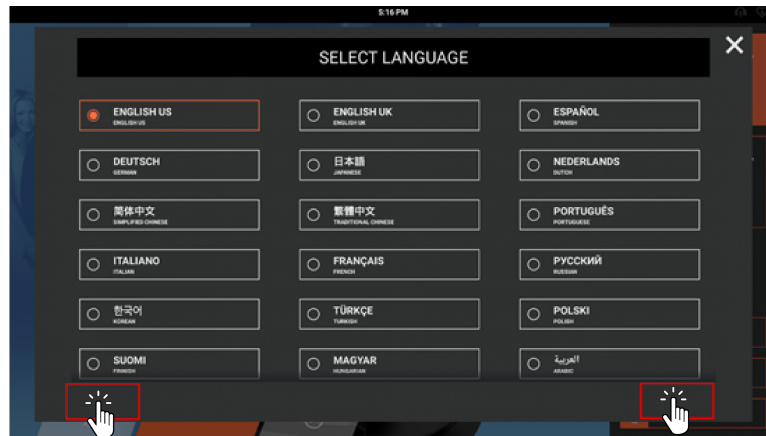 5:16 PM
SELECT LANGUAGE
ENGLISH US
ENGLISH US
ENGLISH UK
ENGLISH UK
ESPAÑOL
SPANISH
DEUTSCH
GERMAN
日本語
JAPANESE
NEDERLANDS
DUTCH
简体中文
SIMPLIFIED CHINESE
繁體中文
TRADITIONAL CHINESE
PORTUGUÊS
PORTUGUESE
ITALIANO
ITALIAN
FRANÇAIS
FRENCH
РУССКИЙ
RUSSIAN
한국어
KOREAN
TÜRKÇE
TURKISH
POLSKI
POLISH
SUOMI
FINNISH
MAGYAR
HUNGARIAN
العربية
ARABIC